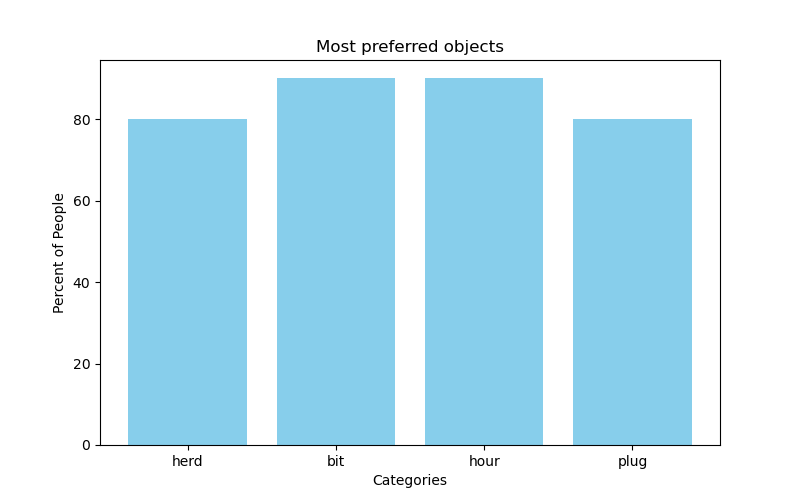 Most preferred objects
Percent of People
80
60
40
20
0
herd bit hour plug
Categories